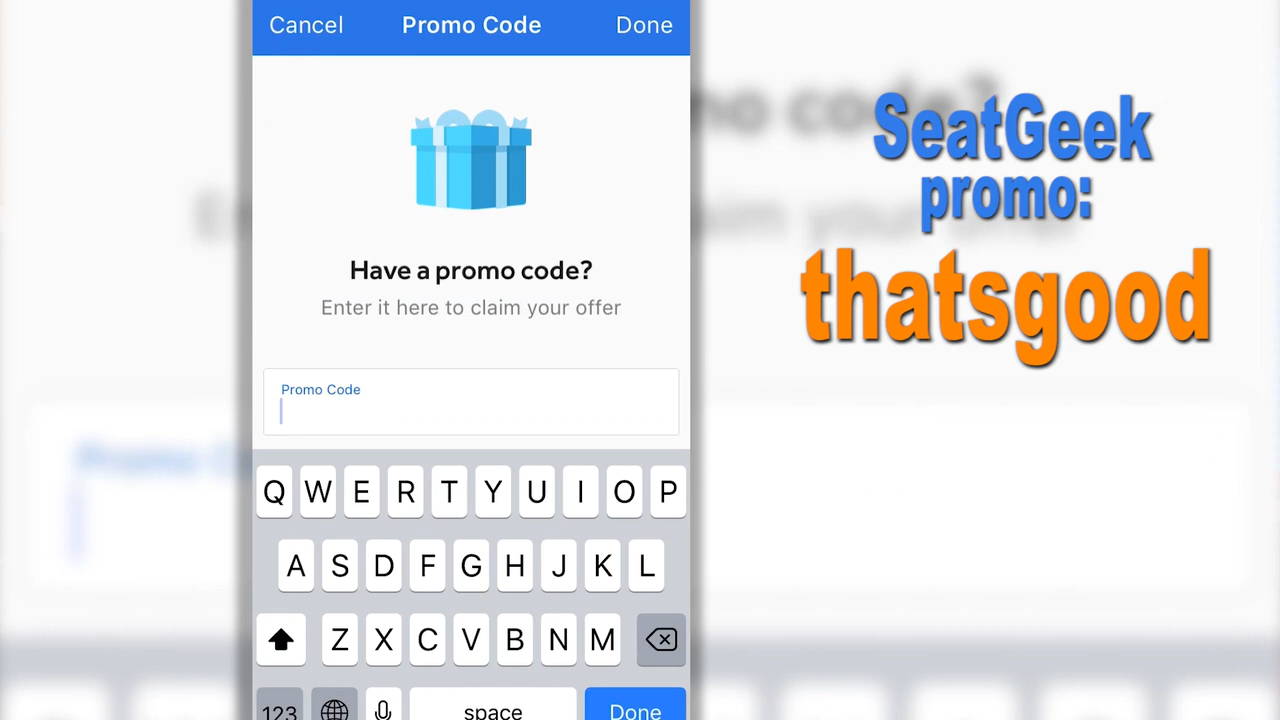 Cancel Promo Code Done
Have a promo code?
Enter it here to claim your offer
Promo Code
Q W E R T Y U I O P
A S D F G H J K L
Z X C V B N M
123 space Done
SeatGeek
promo:
thatsgood